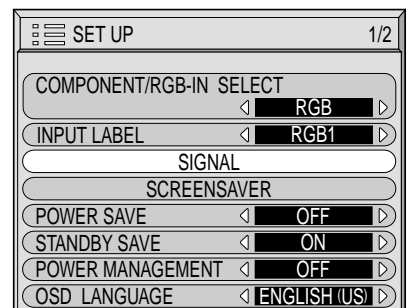 SET UP 1/2
COMPONENT/RGB-IN SELECT
RGB
INPUT LABEL RGB1
SIGNAL
SCREENSAVER
POWER SAVE OFF
STANDBY SAVE ON
POWER MANAGEMENT OFF
OSD LANGUAGE ENGLISH (US)